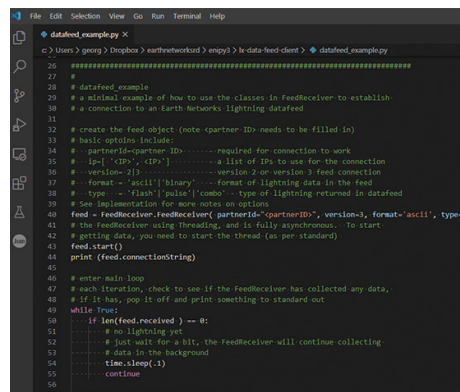 File Edit Selection View Go Run Terminal Help
datafeed_example.py ×
c: > Users > georg > Dropbox > earthnetworksrd > enipy3 > lx-data-feed-client > datafeed_example.py
26 ################################################################################
27 #
28 # datafeed_example
29 # a minimal example of how to use the classes in FeedReceiver to establish
30 # a connection to an Earth Networks lightning datafeed
31
32 # create the feed object (note <partner ID> needs to be filled in)
33 # basic optoins include:
34 # partnerId=<partner ID> required for connection to work
35 # ip=[ '<IP>', <IP>'] a list of IPs to use for the connection
36 # version=2|3 version 2 or version 3 feed connection
37 # format = 'ascii'|'binary' format of lightning data in the feed
38 # type = 'flash'|'pulse'|'combo' type of lightning returned in datafeed
39 # See implementation for more notes on options
40 feed = FeedReceiver.FeedReceiver( partnerId="<partnerID>", version=3, format='ascii', type=
41 # the FeedReceiver using Threading, and is fully asynchronous. To start
42 # getting data, you need to start the thread (as per standard)
43 feed.start()
44 print (feed.connectionString)
45
46 # enter main loop
47 # each iteration, check to see if the FeedReceiver has collected any data,
48 # if it has, pop it off and print something to standard out
49 while True:
50 if len(feed.received ) == 0:
51 # no lightning yet
52 # just wait for a bit, the FeedReceiver will continue collecting
53 # data in the background
54 time.sleep(.1)
55 continue
56